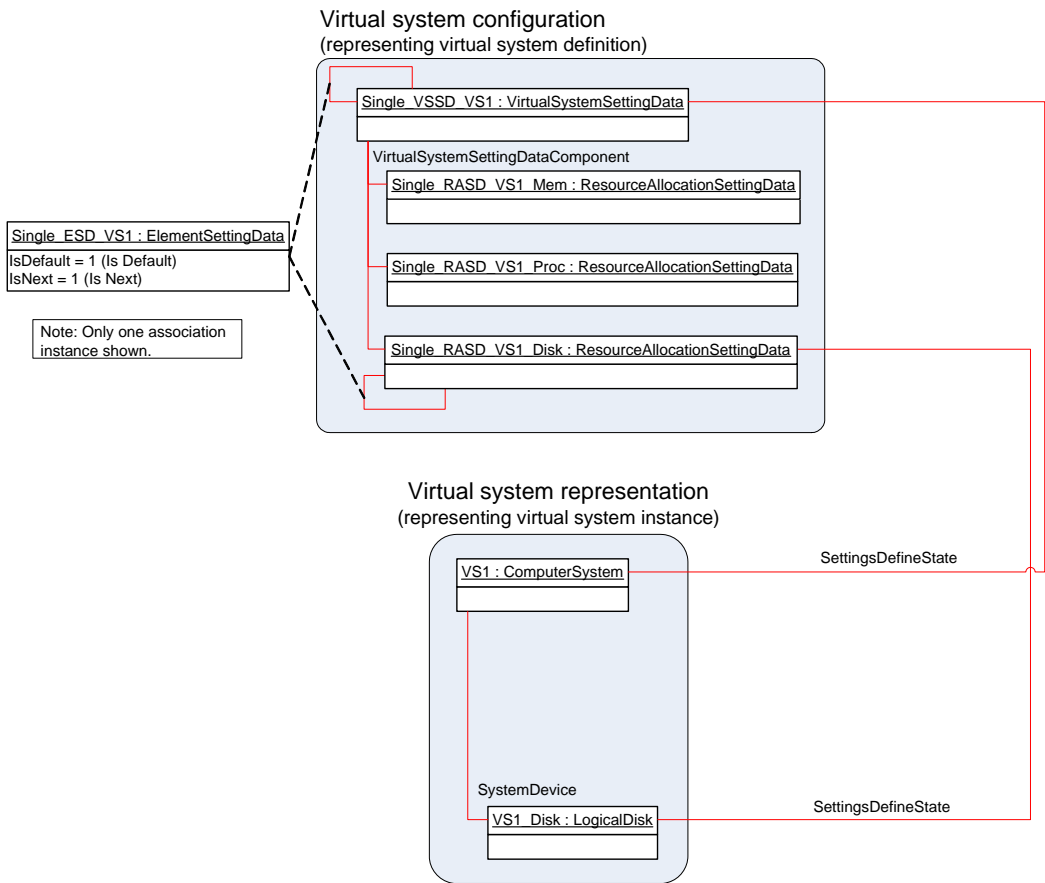 Virtual system configuration
(representing virtual system definition)
Single_VSSD_VS1 : VirtualSystemSettingData
VirtualSystemSettingDataComponent
Single_RASD_VS1_Mem : ResourceAllocationSettingData
Single_ESD_VS1 : ElementSettingData
IsDefault = 1 (Is Default)
IsNext = 1 (Is Next)
Single_RASD_VS1_Proc : ResourceAllocationSettingData
Note: Only one association
instance shown.
Single_RASD_VS1_Disk : ResourceAllocationSettingData
Virtual system representation
(representing virtual system instance)
SettingsDefineState
VS1 : ComputerSystem
SystemDevice
SettingsDefineState
VS1_Disk : LogicalDisk